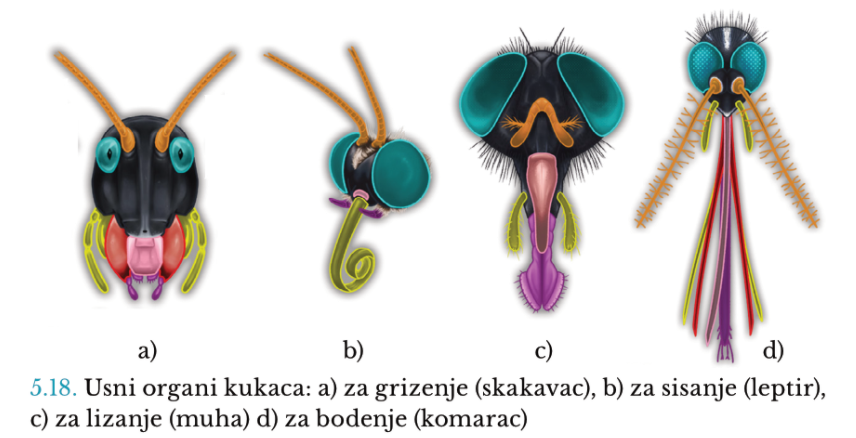 a) b) c) d)
5.18. Usni organi kukaca: a) za grizenje (skakavac), b) za sisanje (leptir),
c) za lizanje (muha) d) za bodenje (komarac)